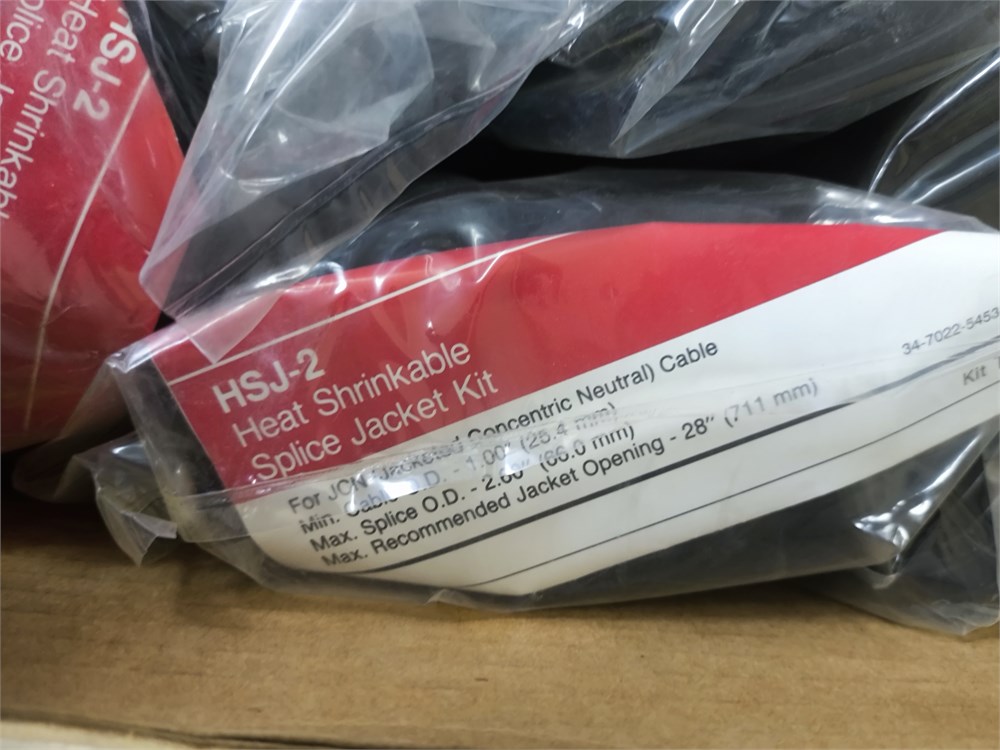 HSJ-2
Heat Shrinkabl
Splice J
HSJ-2
Heat Shrinkable
Splice Jacket Kit
For JCN (Jacketed Concentric Neutral) Cable
Min. Cable O.D. - 1.00" (25.4 mm)
Max. Splice O.D. - (66.0 mm)
Max. Recommended Jacket Opening - 28" (711 mm)
34-7022-5453
Kit